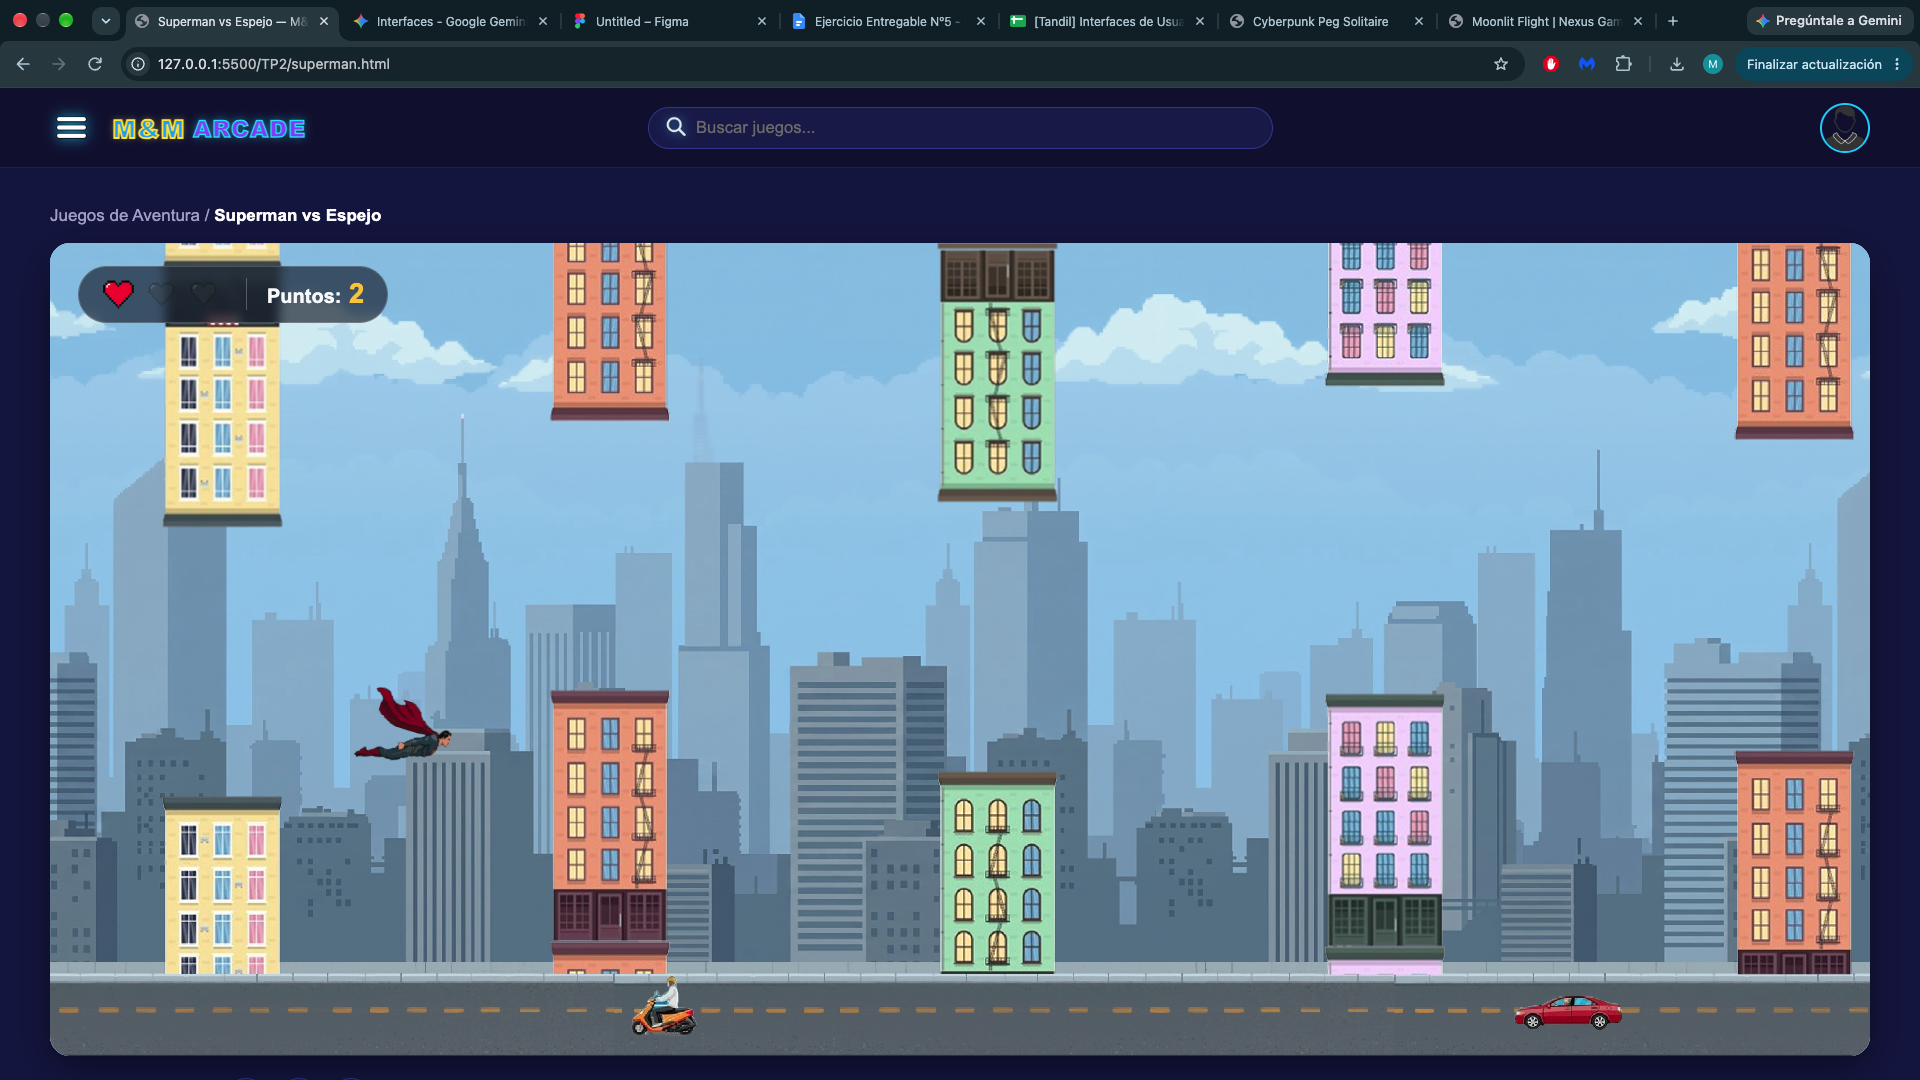 Superman vs Espejo — M&
Interfaces - Google Gemin
Untitled – Figma
Ejercicio Entregable N°5 -
[Tandil] Interfaces de Usua
Cyberpunk Peg Solitaire
Moonlit Flight | Nexus Gam
Pregúntale a Gemini
127.0.0.1:5500/TP2/superman.html
M
Finalizar actualización
M&M ARCADE
Buscar juegos...
Juegos de Aventura / Superman vs Espejo
Puntos: 2